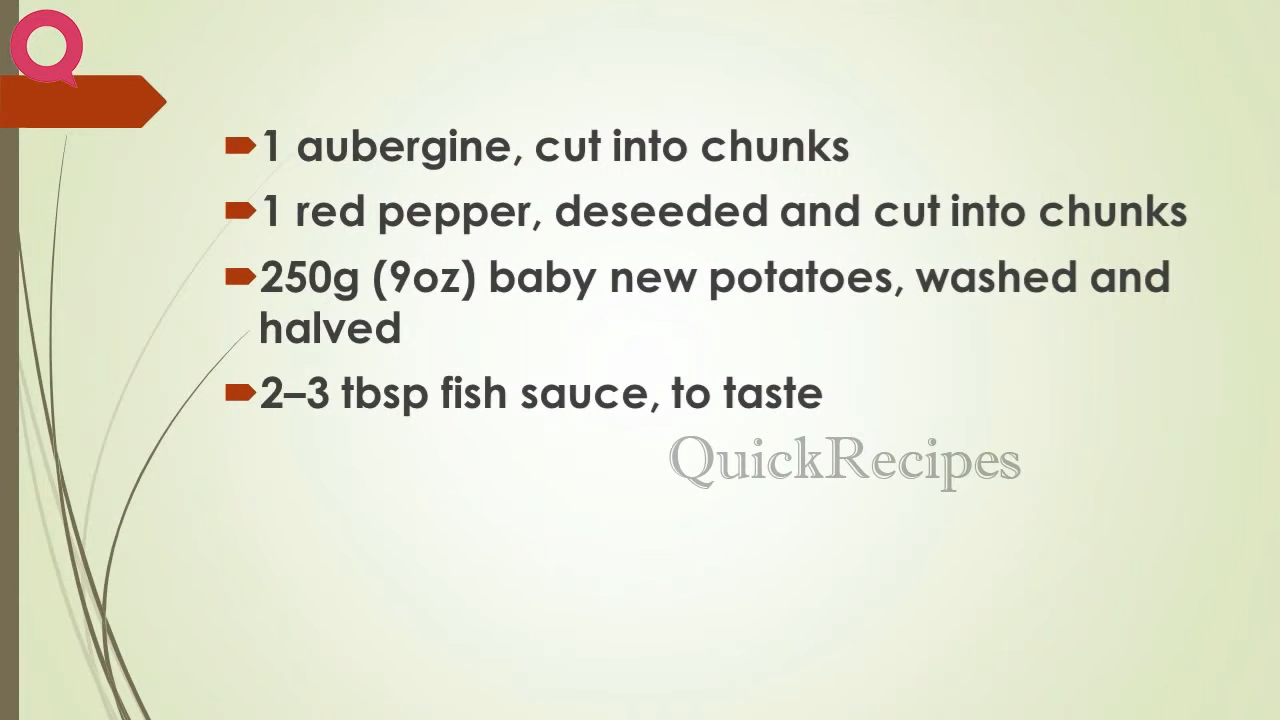 1 aubergine, cut into chunks
1 red pepper, deseeded and cut into chunks
250g (9oz) baby new potatoes, washed and
halved
2–3 tbsp fish sauce, to taste
QuickRecipes